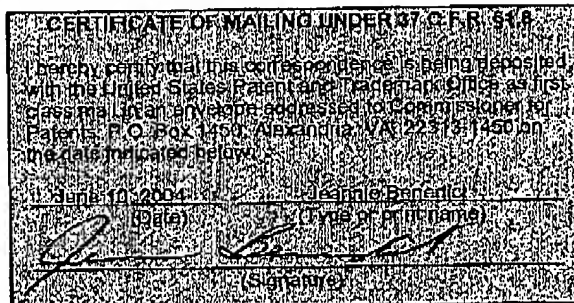 CERTIFICATE OF MAILING UNDER 37 C.F.R. §1.8
I hereby certify that this correspondence is being deposited
with the United States Patent and Trademark Office as first
class mail in an envelope addressed to Commissioner for
Patents, P.O. Box 1450, Alexandria, VA 22313-1450 on
the date indicated below.
June 10, 2004 Jeannie Benedict
(Date) (Type or print name)
(Signature)